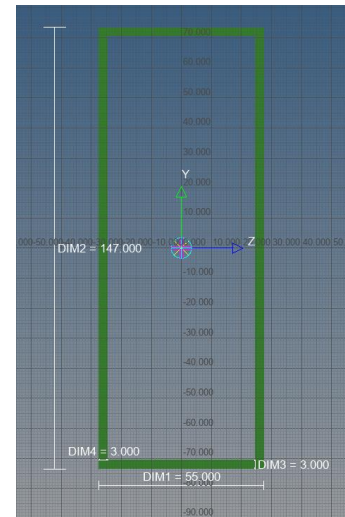 70.000
50.000
40.000
30.000
Y
20.000
10.000
Z
DIM2 = 147.000
-10.000
-20.000
-30.000
-40.000
-50.000
-60.000
DIM4 = 3.000
-70.000
DIM3 = 3.000
DIM1 = 55.000
-90.000